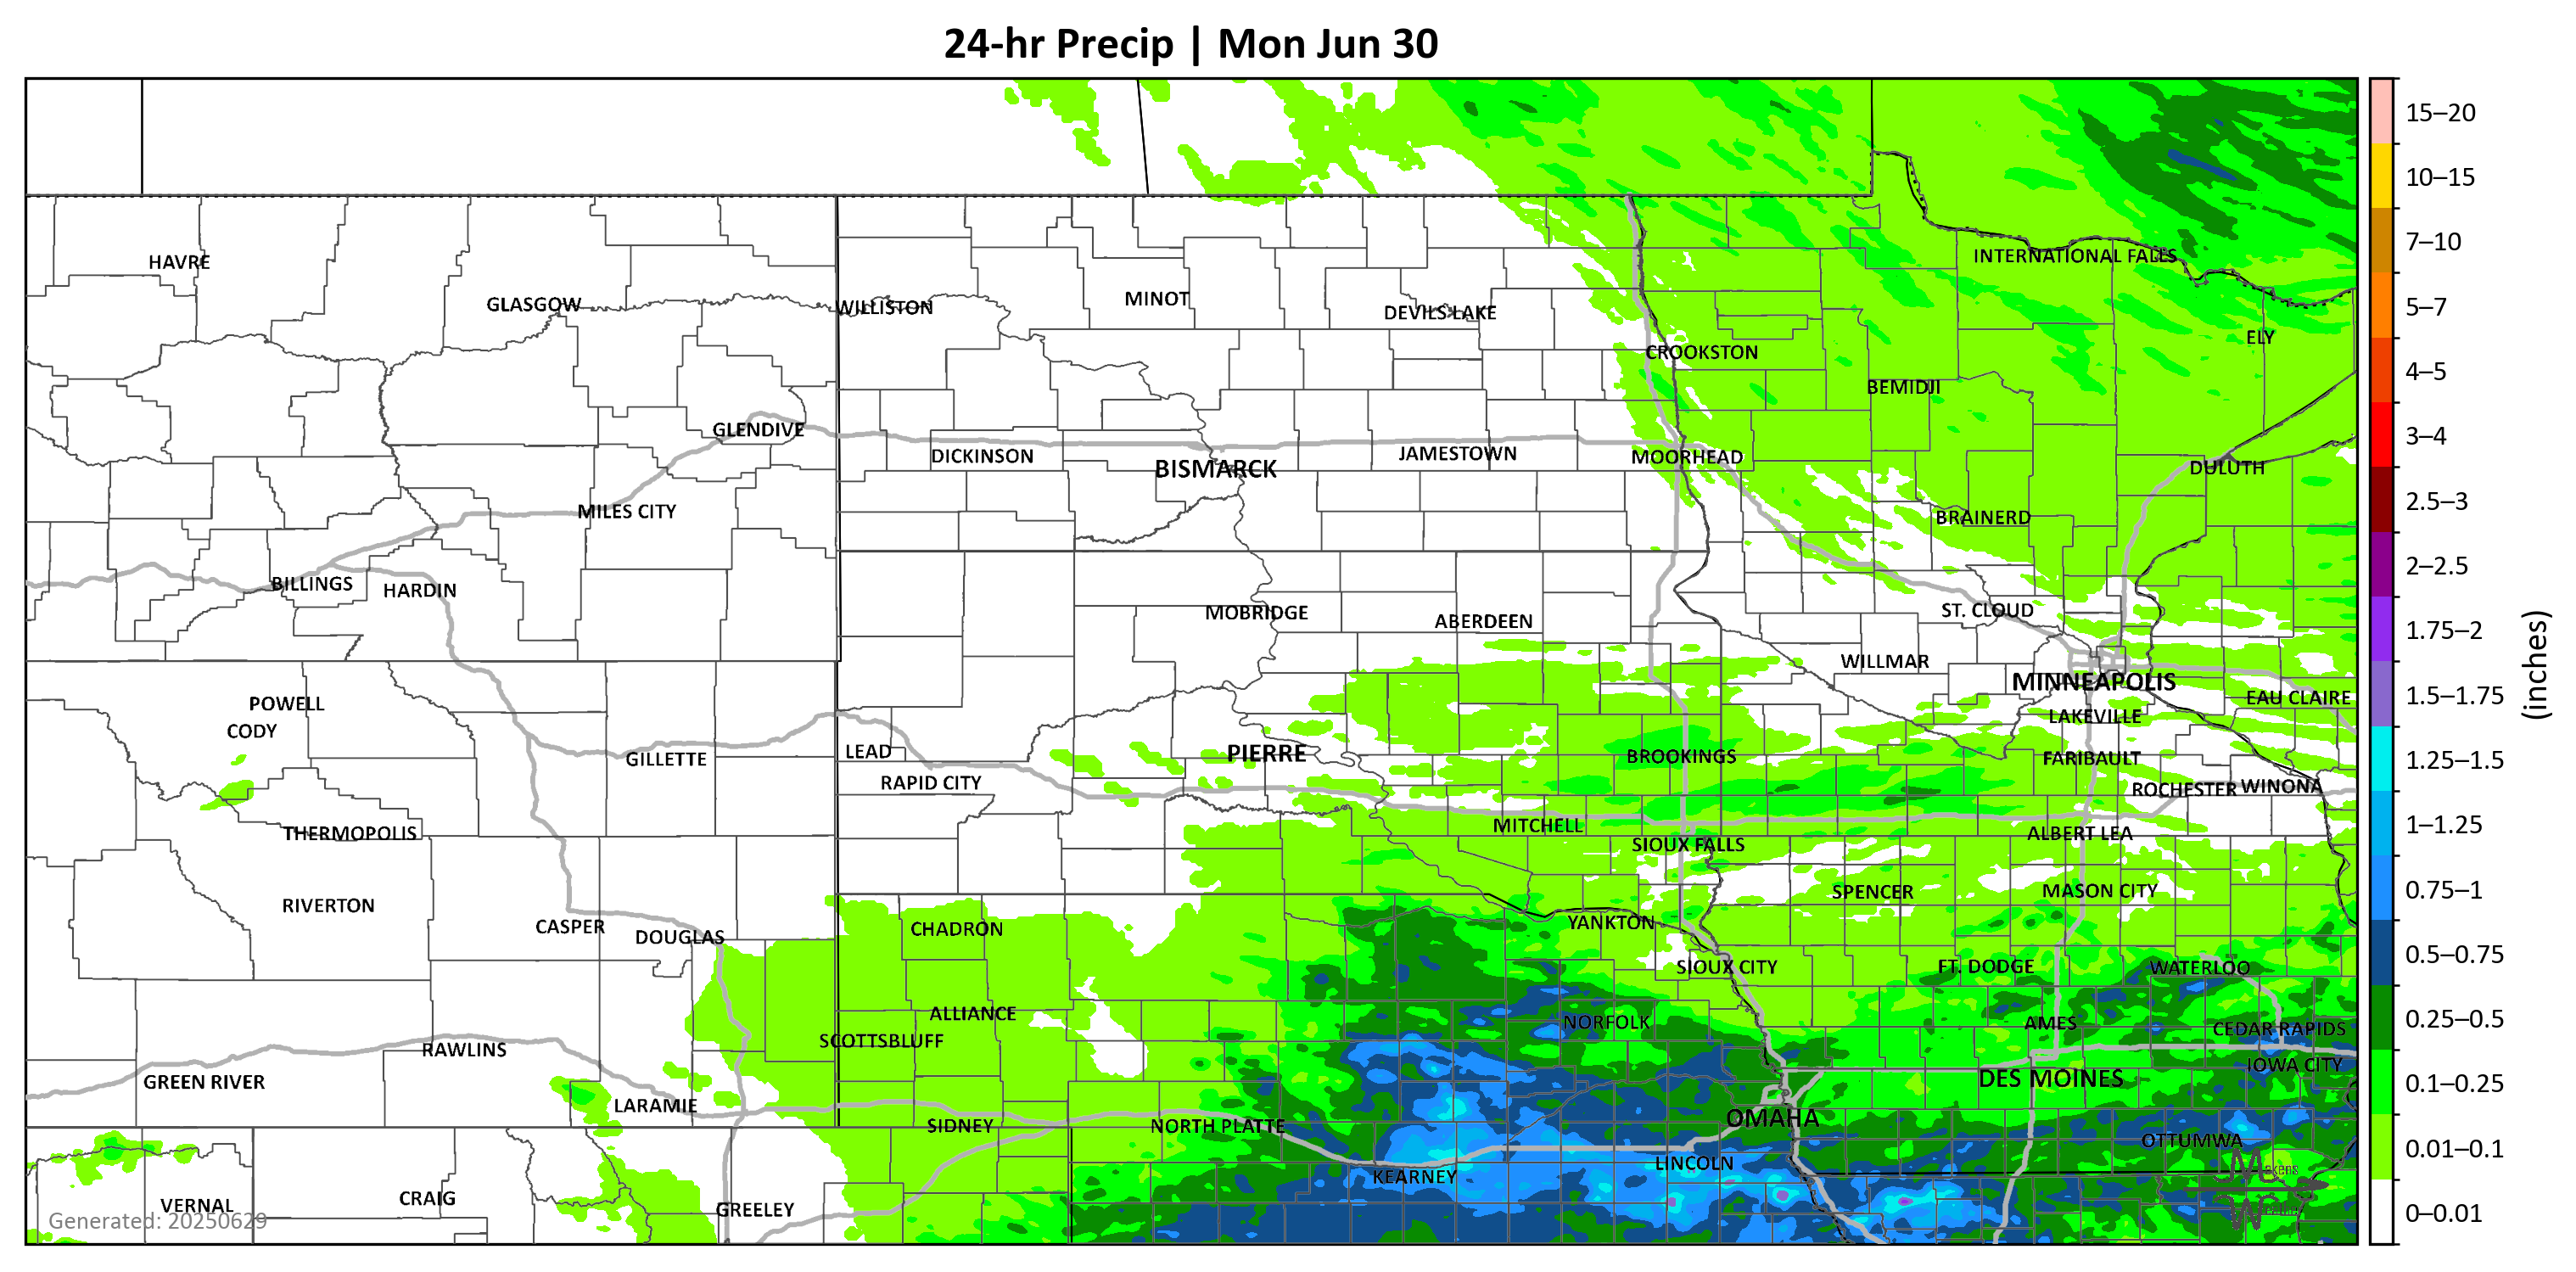 24-hr Precip | Mon Jun 30
HAVRE
GLASGOW
WILLISTON
MINOT
DEVILS LAKE
INTERNATIONAL FALLS
ELY
CROOKSTON
BEMIDJI
GLENDIVE
DICKINSON
BISMARCK
JAMESTOWN
MOORHEAD
DULUTH
MILES CITY
BRAINERD
BILLINGS
HARDIN
MOBRIDGE
ABERDEEN
ST. CLOUD
WILLMAR
MINNEAPOLIS
EAU CLAIRE
POWELL
CODY
LAKEVILLE
GILLETTE
LEAD
PIERRE
BROOKINGS
FARIBAULT
RAPID CITY
ROCHESTER
WINONA
THERMOPOLIS
MITCHELL
SIOUX FALLS
ALBERT LEA
RIVERTON
SPENCER
MASON CITY
CASPER
DOUGLAS
CHADRON
YANKTON
SIOUX CITY
FT. DODGE
WATERLOO
ALLIANCE
NORFOLK
AMES
CEDAR RAPIDS
SCOTTSBLUFF
RAWLINS
IOWA CITY
GREEN RIVER
DES MOINES
LARAMIE
SIDNEY
NORTH PLATTE
OMAHA
OTTUMWA
KEARNEY
LINCOLN
VERNAL
CRAIG
GREELEY
Generated: 20250629
15–20
10–15
7–10
5–7
4–5
3–4
2.5–3
2–2.5
1.75–2
1.5–1.75
1.25–1.5
1–1.25
0.75–1
0.5–0.75
0.25–0.5
0.1–0.25
0.01–0.1
0–0.01
(inches)